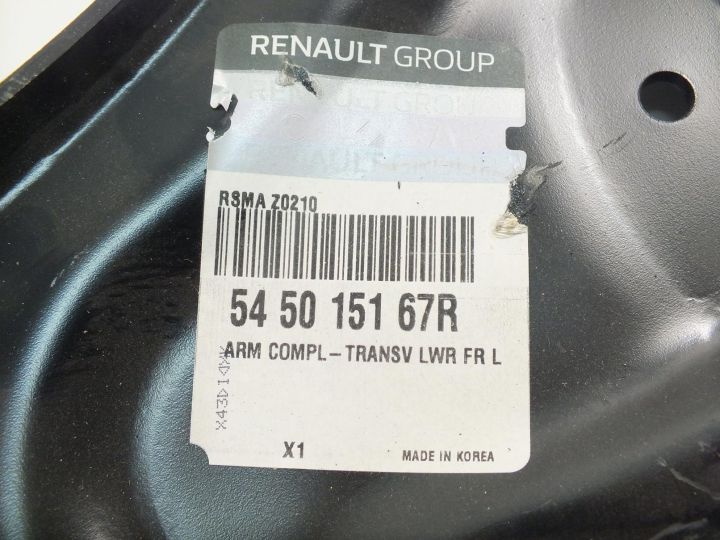 RENAULT GROUP
RSMA Z0210
54 50 151 67R
ARM COMPL-TRANSV LWR FR L
X1
MADE IN KOREA